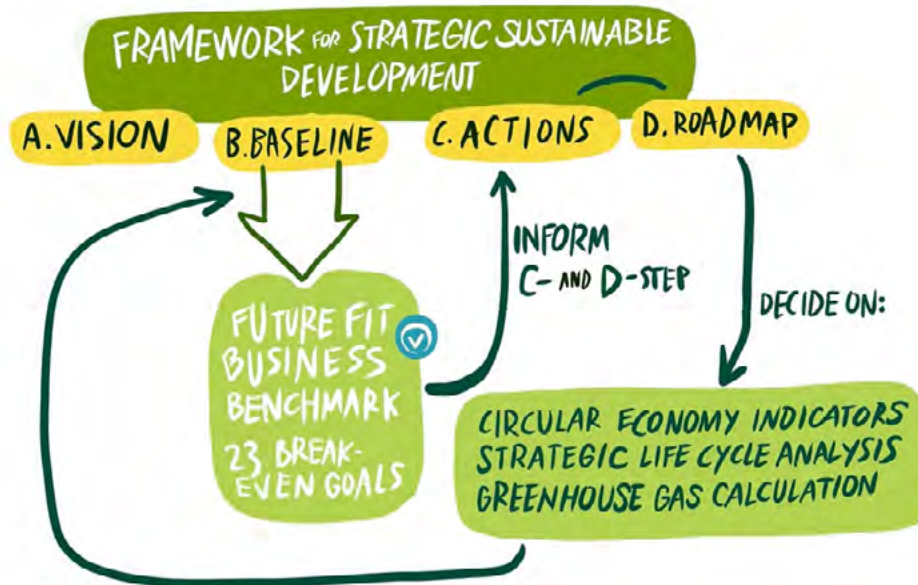 FRAMEWORK FOR STRATEGIC SUSTAINABLE
DEVELOPMENT
A. VISION
B. BASELINE
C. ACTIONS
D. ROADMAP
INFORM
C- AND D-STEP
DECIDE ON:
FUTURE FIT
BUSINESS
BENCHMARK
23 BREAK-
EVEN GOALS
CIRCULAR ECONOMY INDICATORS
STRATEGIC LIFE CYCLE ANALYSIS
GREENHOUSE GAS CALCULATION